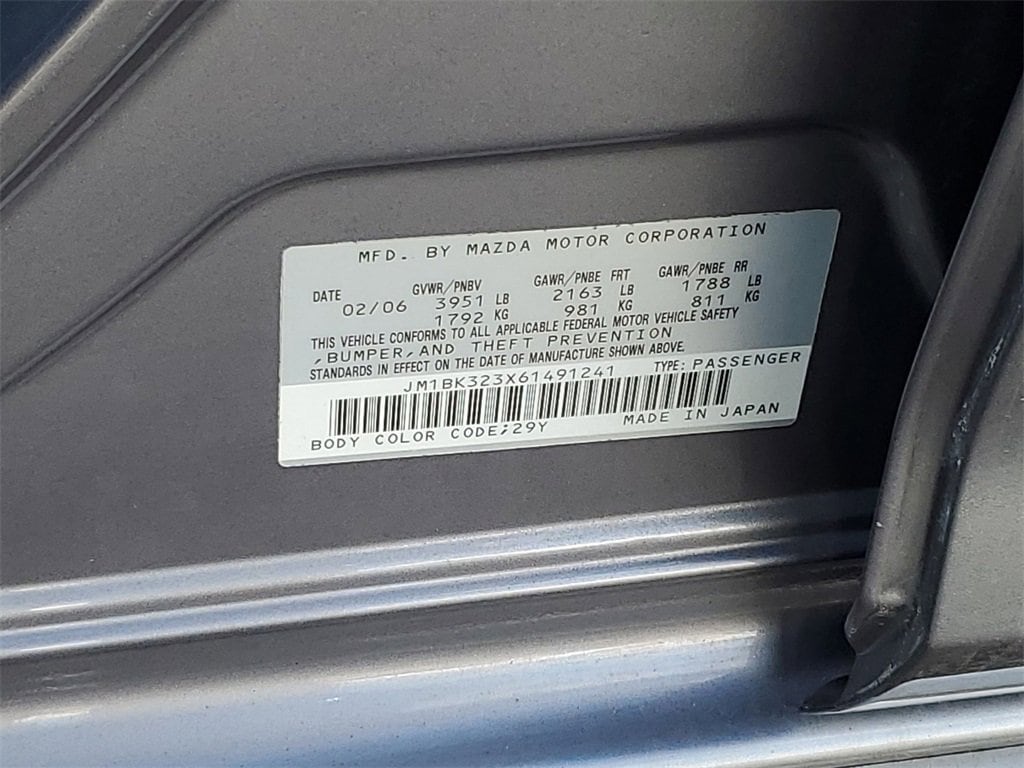 MFD. BY MAZDA MOTOR CORPORATION
GVWR/PNBV GAWR/PNBE FRT GAWR/PNBE RR
DATE 02/06 3951 LB 2163 LB 1788 LB
1792 KG 981 KG 811 KG
THIS VEHICLE CONFORMS TO ALL APPLICABLE FEDERAL MOTOR VEHICLE SAFETY
,BUMPER,AND THEFT PREVENTION
STANDARDS IN EFFECT ON THE DATE OF MANUFACTURE SHOWN ABOVE.
JM1BK323X61491241 TYPE: PASSENGER
MADE IN JAPAN
BODY COLOR CODE;29Y